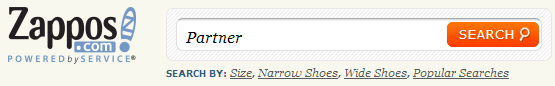 Zappos
.com
POWERED by SERVICE®
Partner
SEARCH
SEARCH BY: Size, Narrow Shoes, Wide Shoes, Popular Searches